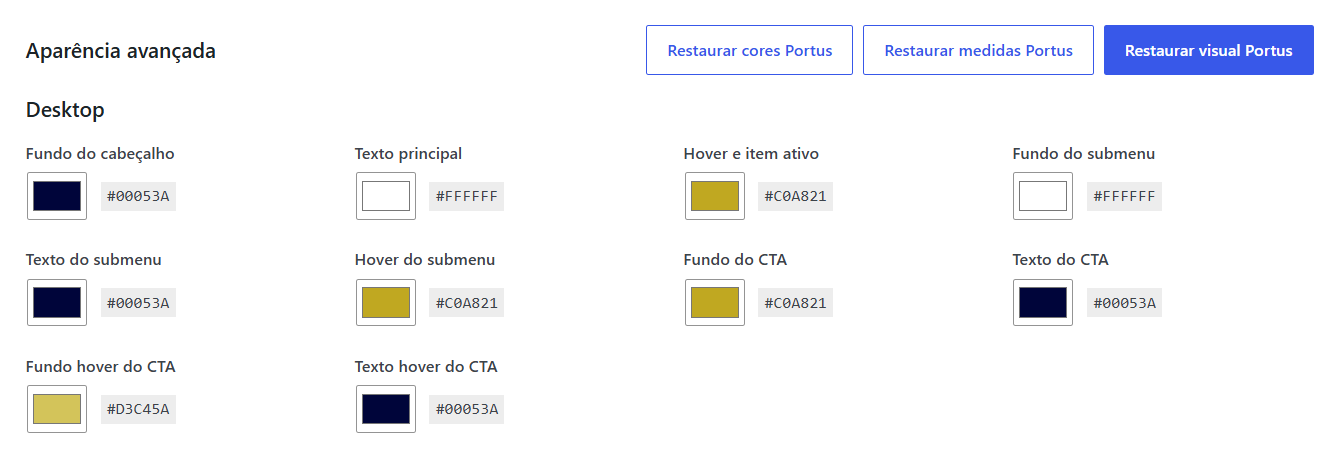 Aparência avançada
Restaurar cores Portus
Restaurar medidas Portus
Restaurar visual Portus
Desktop
Fundo do cabeçalho
Texto principal
Hover e item ativo
Fundo do submenu
#00053A
#FFFFFF
#C0A821
#FFFFFF
Texto do submenu
Hover do submenu
Fundo do CTA
Texto do CTA
#00053A
#C0A821
#C0A821
#00053A
Fundo hover do CTA
Texto hover do CTA
#D3C45A
#00053A